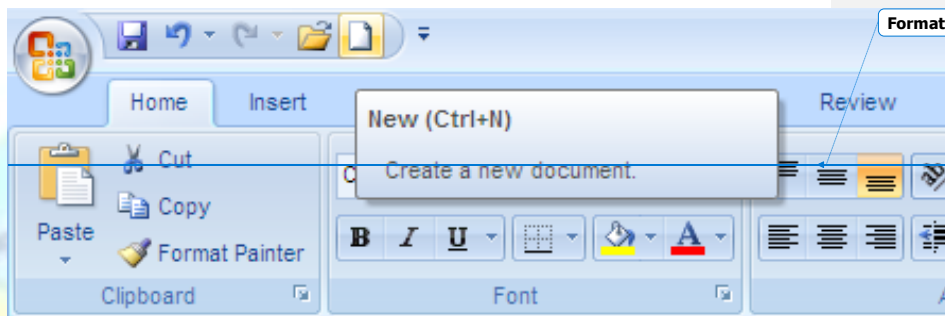 Format
Home Insert Review
New (Ctrl+N)
Create a new document.
Cut
Copy
Format Painter
Paste
B I U A
Clipboard Font